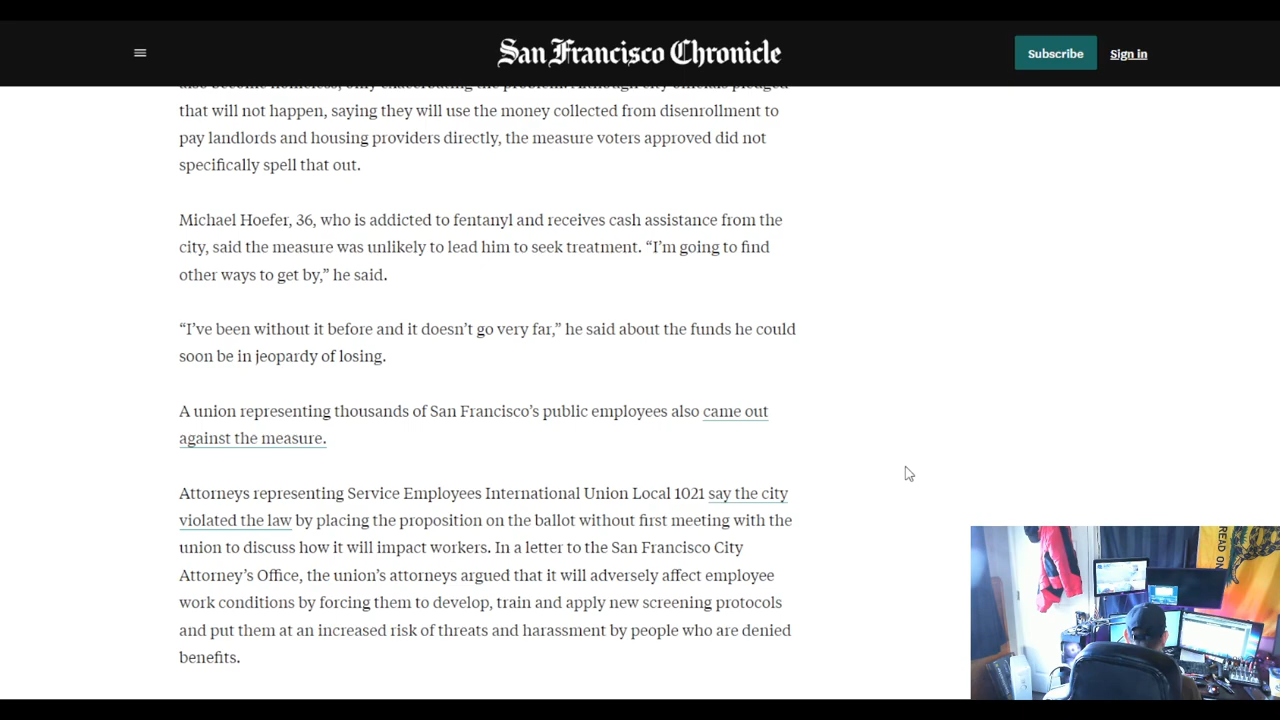 San Francisco Chronicle
Subscribe
Sign in
also become homeless, only exacerbating the problem. Although city officials pledged
that will not happen, saying they will use the money collected from disenrollment to
pay landlords and housing providers directly, the measure voters approved did not
specifically spell that out.
Michael Hoefer, 36, who is addicted to fentanyl and receives cash assistance from the
city, said the measure was unlikely to lead him to seek treatment. “I’m going to find
other ways to get by,” he said.
“I’ve been without it before and it doesn’t go very far,” he said about the funds he could
soon be in jeopardy of losing.
A union representing thousands of San Francisco’s public employees also came out
against the measure.
Attorneys representing Service Employees International Union Local 1021 say the city
violated the law by placing the proposition on the ballot without first meeting with the
union to discuss how it will impact workers. In a letter to the San Francisco City
Attorney’s Office, the union’s attorneys argued that it will adversely affect employee
work conditions by forcing them to develop, train and apply new screening protocols
and put them at an increased risk of threats and harassment by people who are denied
benefits.
READ ON